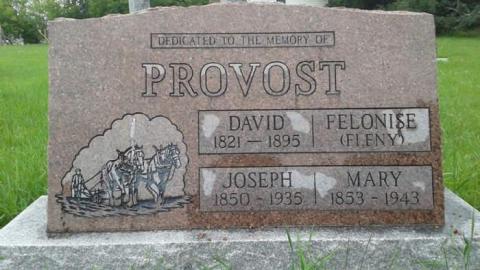 DEDICATED TO THE MEMORY OF
PROVOST
DAVID FELONISE
1821 — 1895 (FLENY)
JOSEPH MARY
1850 - 1935 1853 - 1943